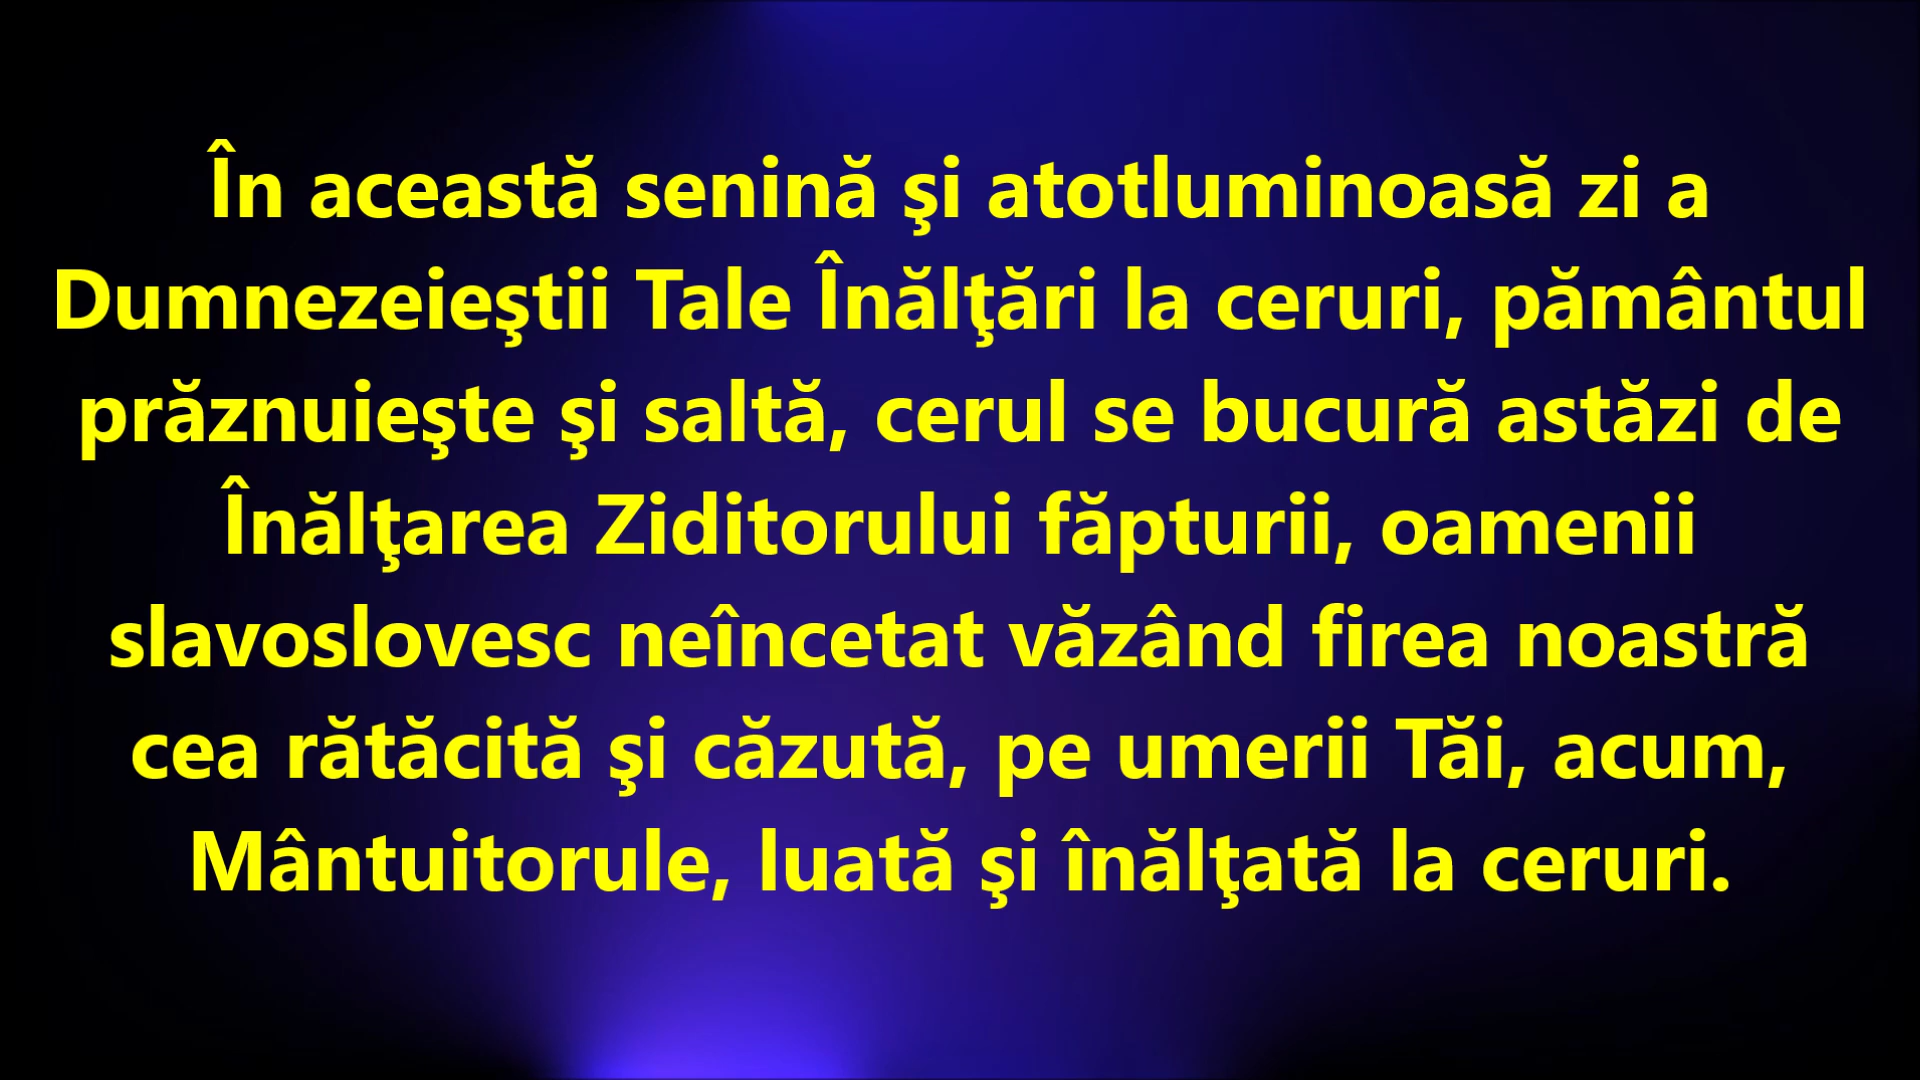 În această senină şi atotluminoasă zi a
Dumnezeieştii Tale Înălţări la ceruri, pământul
prăznuieşte şi saltă, cerul se bucură astăzi de
Înălţarea Ziditorului făpturii, oamenii
slavoslovesc neîncetat văzând firea noastră
cea rătăcită şi căzută, pe umerii Tăi, acum,
Mântuitorule, luată şi înălţată la ceruri.